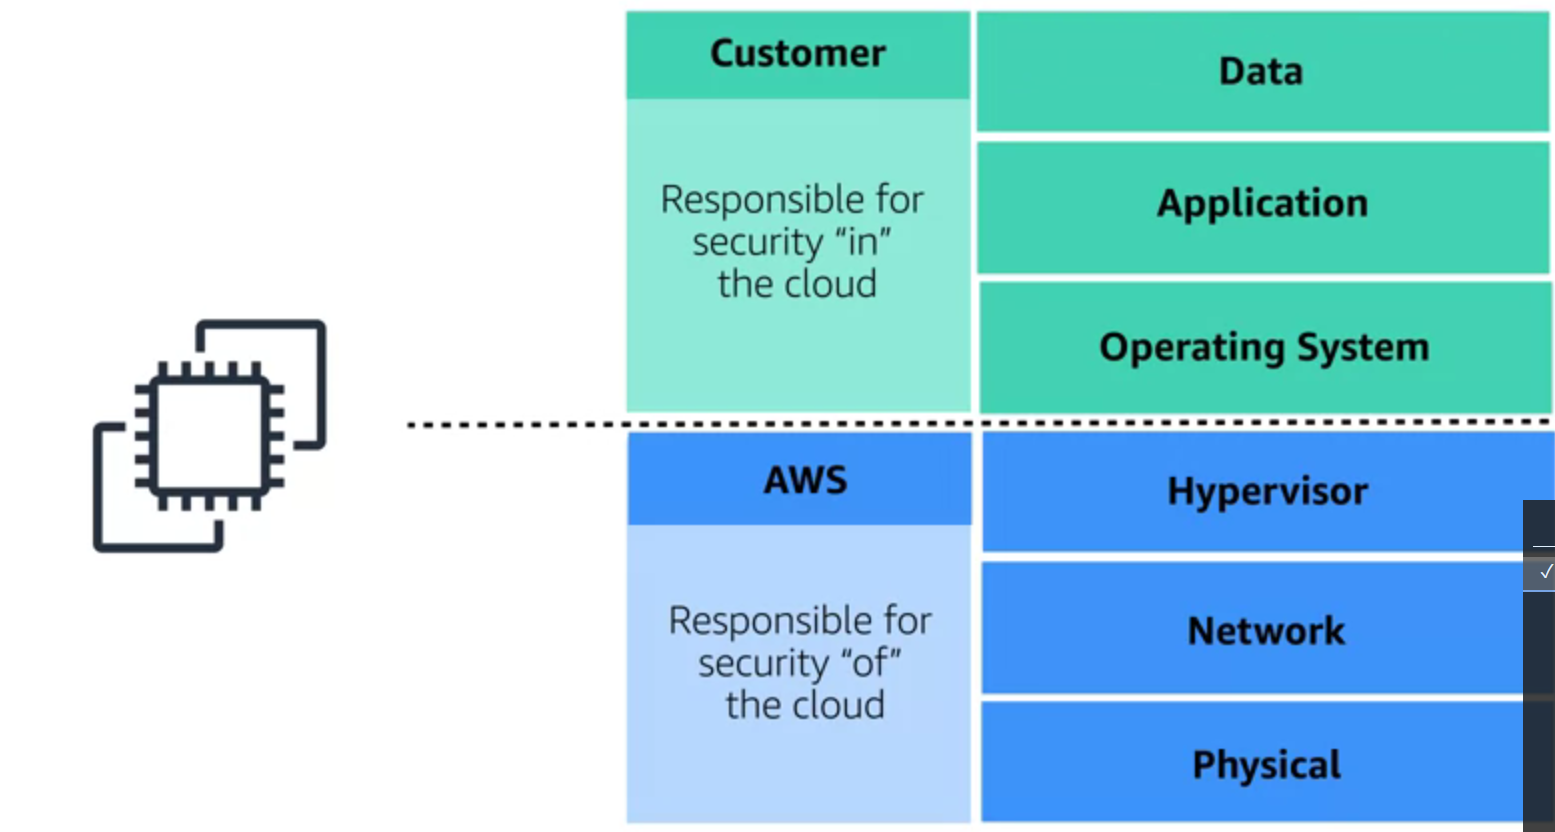 Customer
Responsible for
security “in”
the cloud
Data
Application
Operating System
AWS
Responsible for
security “of”
the cloud
Hypervisor
Network
Physical